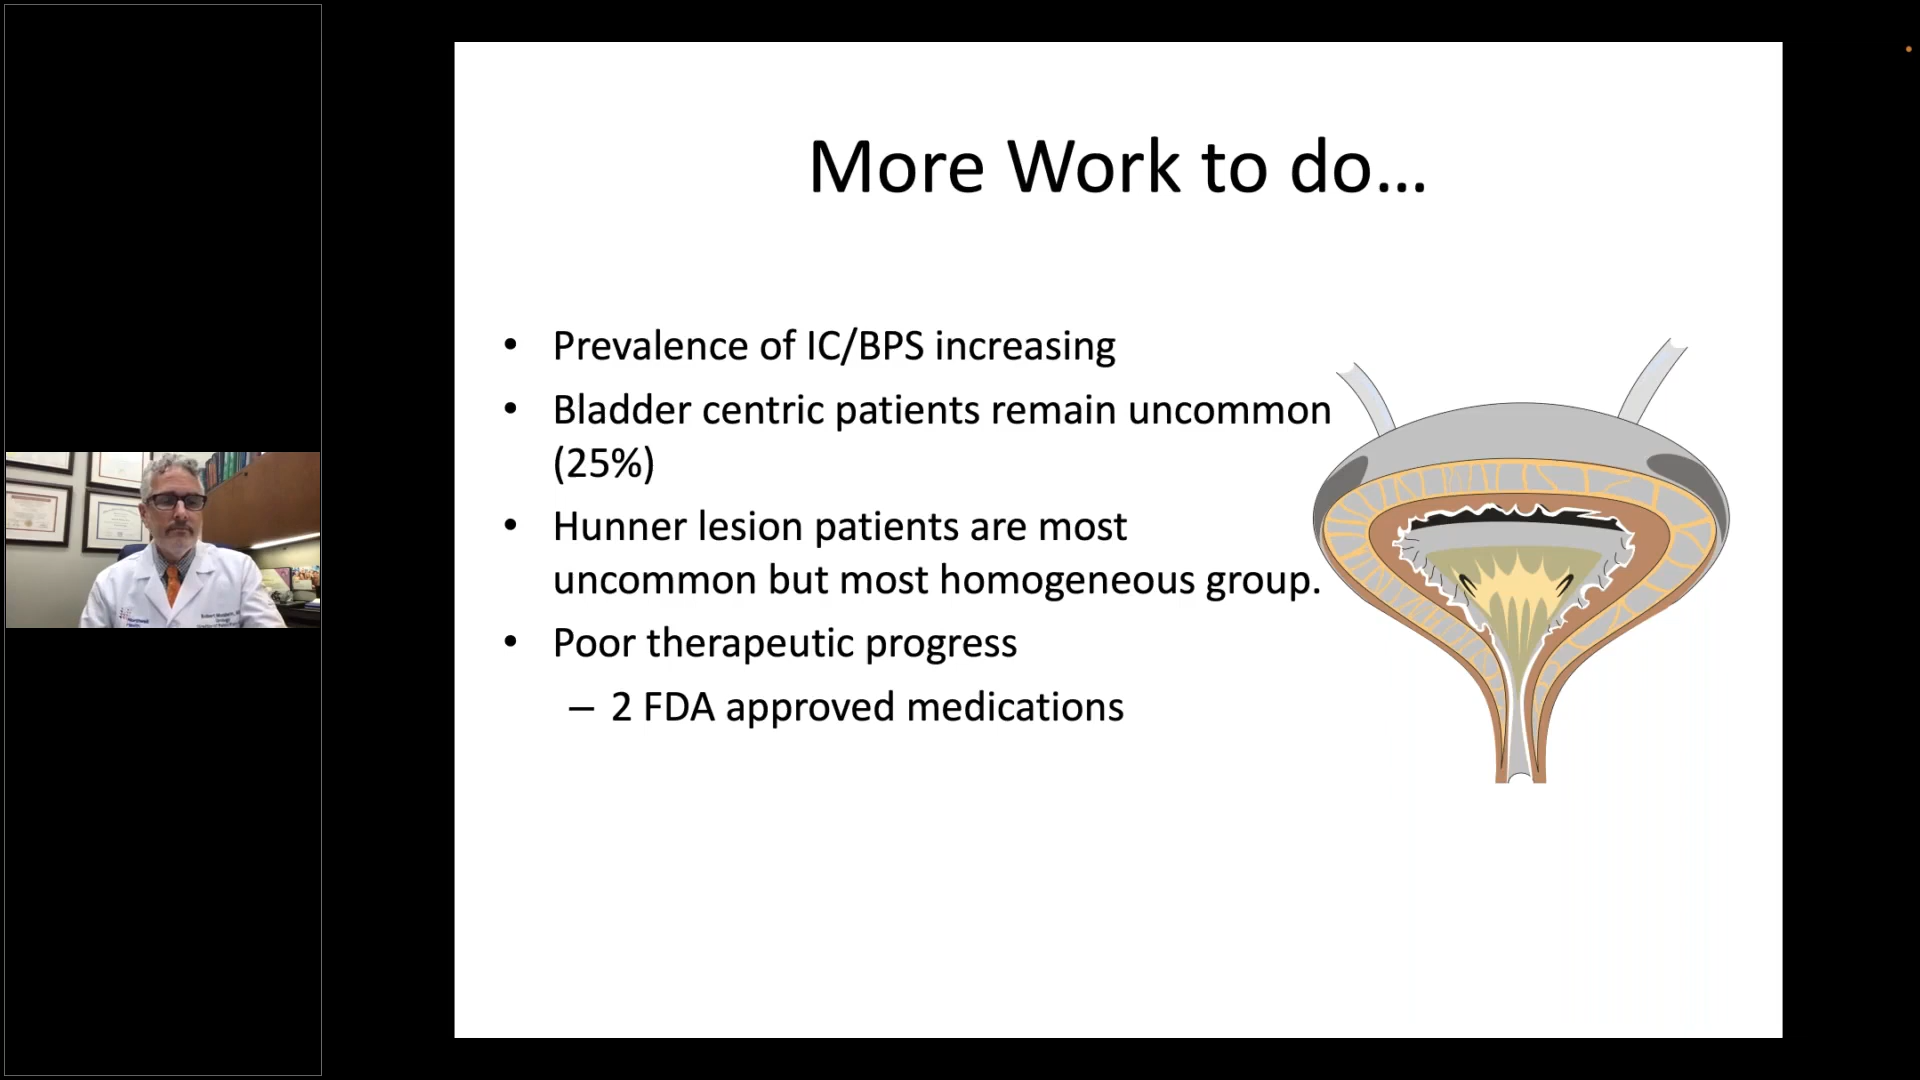 More Work to do...
• Prevalence of IC/BPS increasing
• Bladder centric patients remain uncommon
(25%)
• Hunner lesion patients are most
uncommon but most homogeneous group.
• Poor therapeutic progress
– 2 FDA approved medications